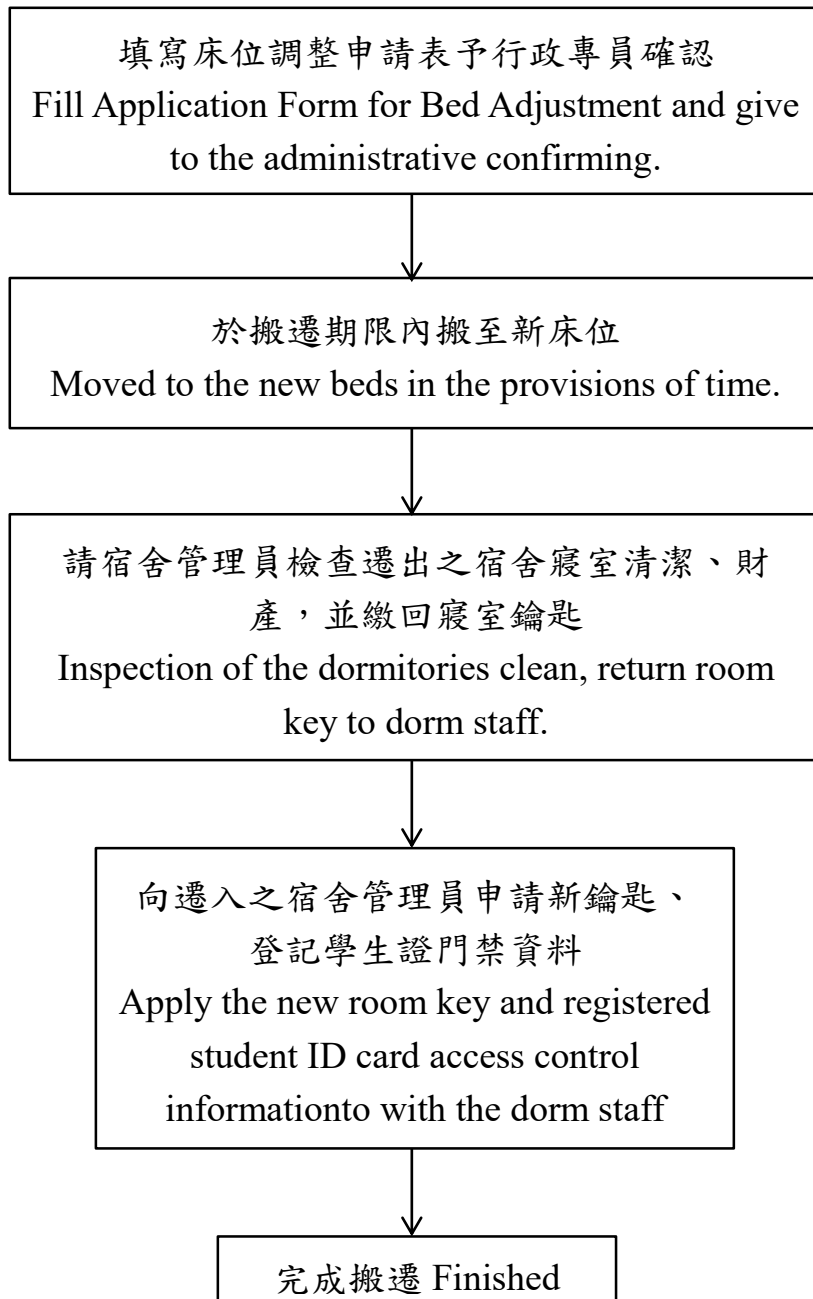 填寫床位調整申請表予行政專員確認
Fill Application Form for Bed Adjustment and give
to the administrative confirming.
於搬遷期限內搬至新床位
Moved to the new beds in the provisions of time.
請宿舍管理員檢查遷出之宿舍寢室清潔、財
產，並繳回寢室鑰匙
Inspection of the dormitories clean, return room
key to dorm staff.
向遷入之宿舍管理員申請新鑰匙、
登記學生證門禁資料
Apply the new room key and registered
student ID card access control
informationto with the dorm staff
完成搬遷 Finished